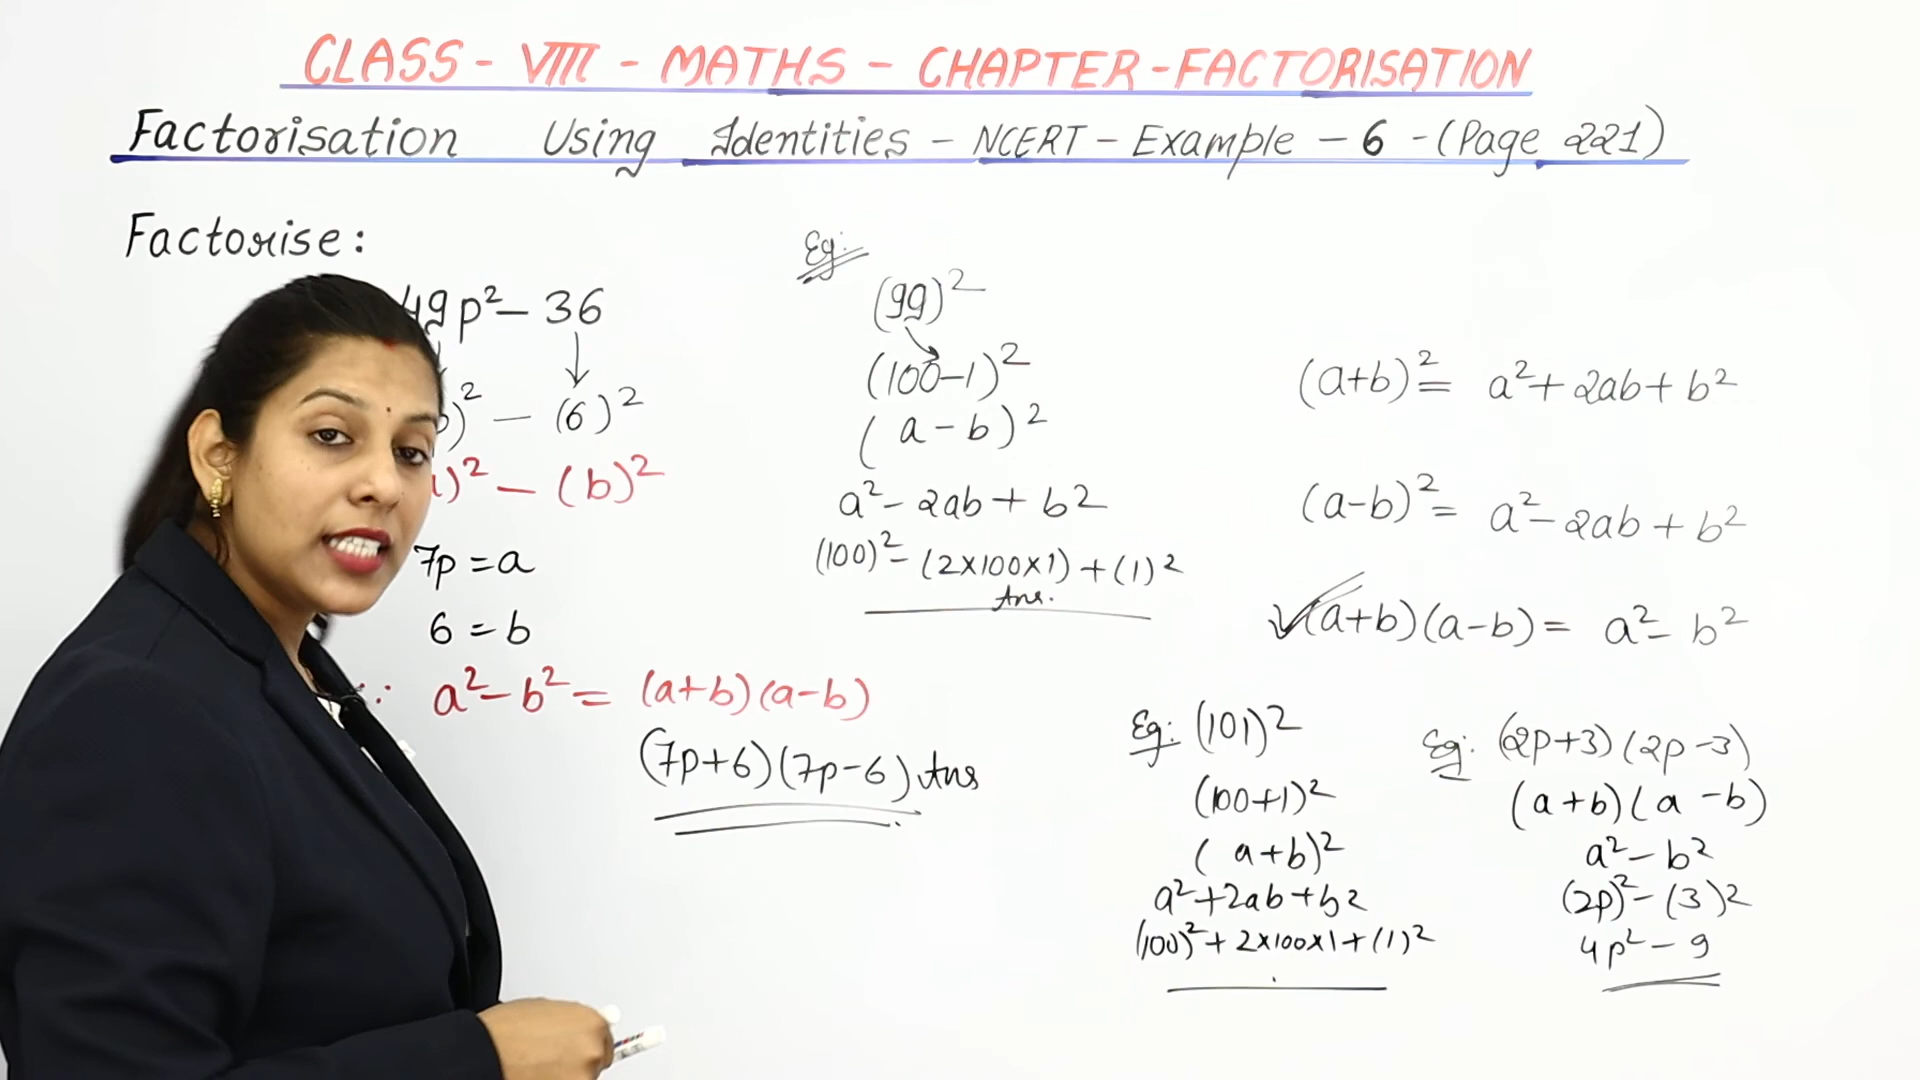 CLASS - VIII - MATHS - CHAPTER - FACTORISATION
Factorisation Using Identities - NCERT - Example - 6 - (Page 221)
Factorise:
49p² - 36
)² - (6)²
)² - (b)²
7p = a
6 = b
∵ a² - b² = (a+b)(a-b)
(7p+6)(7p-6) Ans
Eg:
(99)²
(100-1)²
(a-b)²
a² - 2ab + b²
(100)² - (2×100×1) + (1)²
Ans.
(a+b)² = a² + 2ab + b²
(a-b)² = a² - 2ab + b²
✓(a+b)(a-b) = a² - b²
Eg: (101)²
(100+1)²
(a+b)²
a² + 2ab + b²
(100)² + 2×100×1 + (1)²
Eg: (2p+3)(2p-3)
(a+b)(a-b)
a² - b²
(2p)² - (3)²
4p² - 9